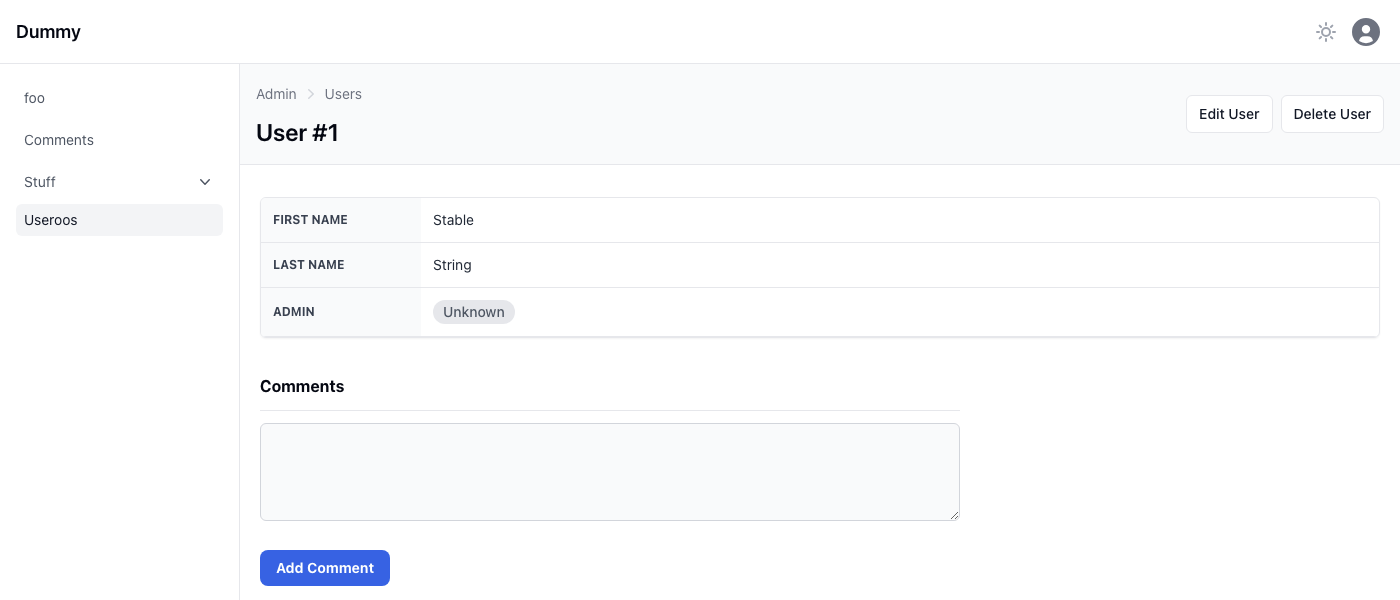 Dummy
foo
Comments
Stuff
Useroos
Admin Users
User #1
Edit User Delete User
FIRST NAME Stable
LAST NAME String
ADMIN Unknown
Comments
Add Comment